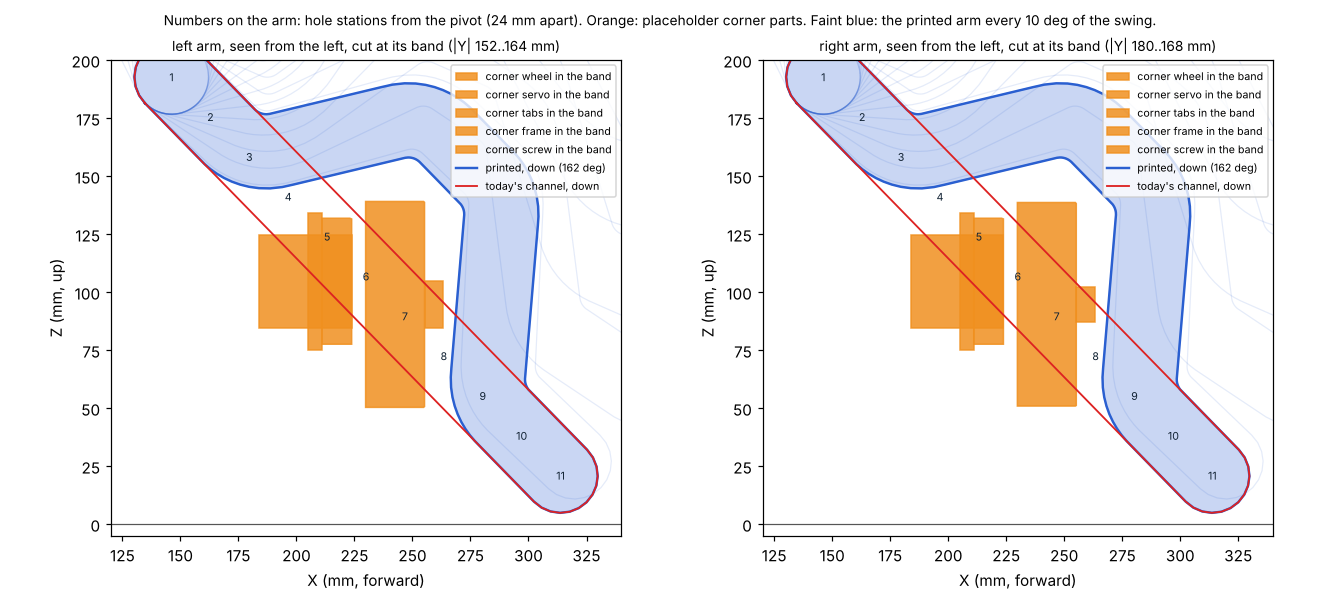 Numbers on the arm: hole stations from the pivot (24 mm apart). Orange: placeholder corner parts. Faint blue: the printed arm every 10 deg of the swing.
left arm, seen from the left, cut at its band (|Y| 152..164 mm)
200
175
150
125
100
75
50
25
0
Z (mm, up)
125 150 175 200 225 250 275 300 325
X (mm, forward)
1
2
3
4
5
6
7
8
9
10
11
corner wheel in the band
corner servo in the band
corner tabs in the band
corner frame in the band
corner screw in the band
printed, down (162 deg)
today's channel, down
right arm, seen from the left, cut at its band (|Y| 180..168 mm)
200
175
150
125
100
75
50
25
0
Z (mm, up)
125 150 175 200 225 250 275 300 325
X (mm, forward)
1
2
3
4
5
6
7
8
9
10
11
corner wheel in the band
corner servo in the band
corner tabs in the band
corner frame in the band
corner screw in the band
printed, down (162 deg)
today's channel, down